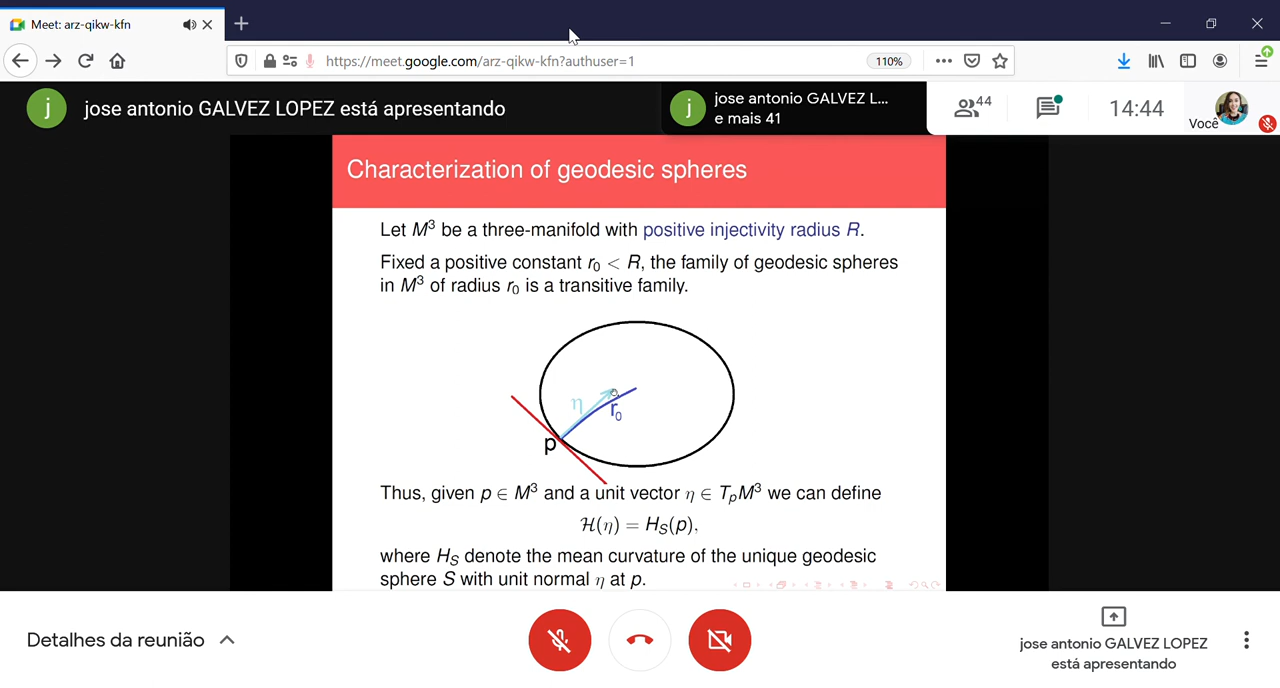 Meet: arz-qikw-kfn
https://meet.google.com/arz-qikw-kfn?authuser=1
110%
j
jose antonio GALVEZ LOPEZ está apresentando
j
jose antonio GALVEZ L...
e mais 41
44
14:44
Você
Characterization of geodesic spheres
Let M³ be a three-manifold with positive injectivity radius R.
Fixed a positive constant r₀ < R, the family of geodesic spheres
in M³ of radius r₀ is a transitive family.
η
r₀
p
Thus, given p ∈ M³ and a unit vector η ∈ TₚM³ we can define
ℋ(η) = H_S(p),
where H_S denote the mean curvature of the unique geodesic
sphere S with unit normal η at p.
Detalhes da reunião
jose antonio GALVEZ LOPEZ
está apresentando